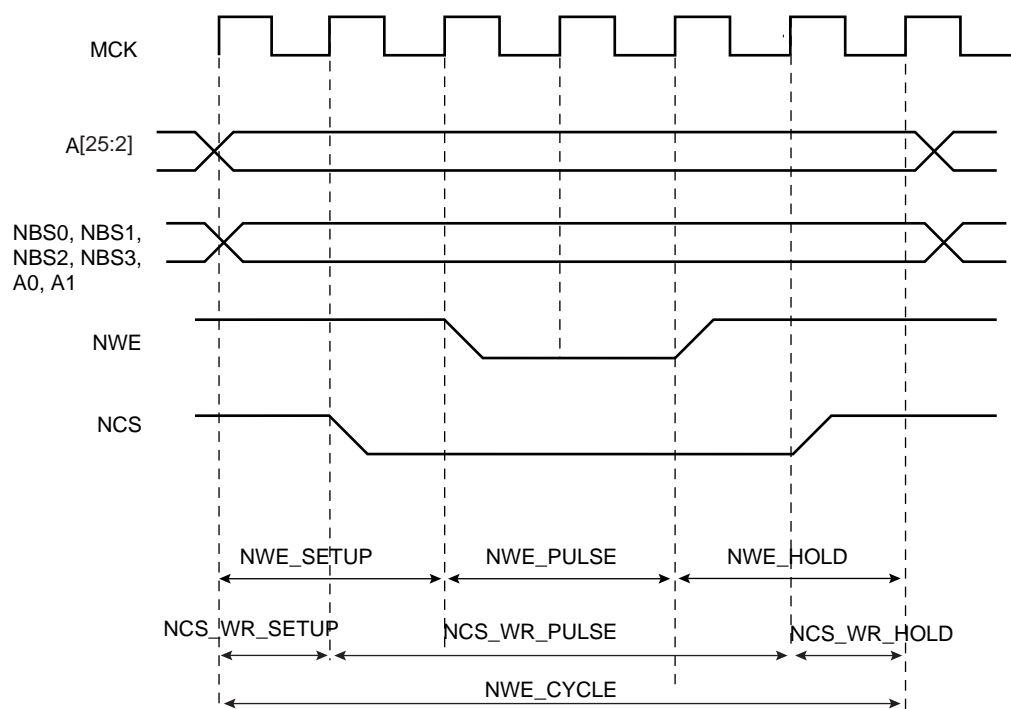 MCK
A[25:2]
NBS0, NBS1,
NBS2, NBS3,
A0, A1
NWE
NCS
NWE_SETUP
NWE_PULSE
NWE_HOLD
NCS_WR_SETUP
NCS_WR_PULSE
NCS_WR_HOLD
NWE_CYCLE